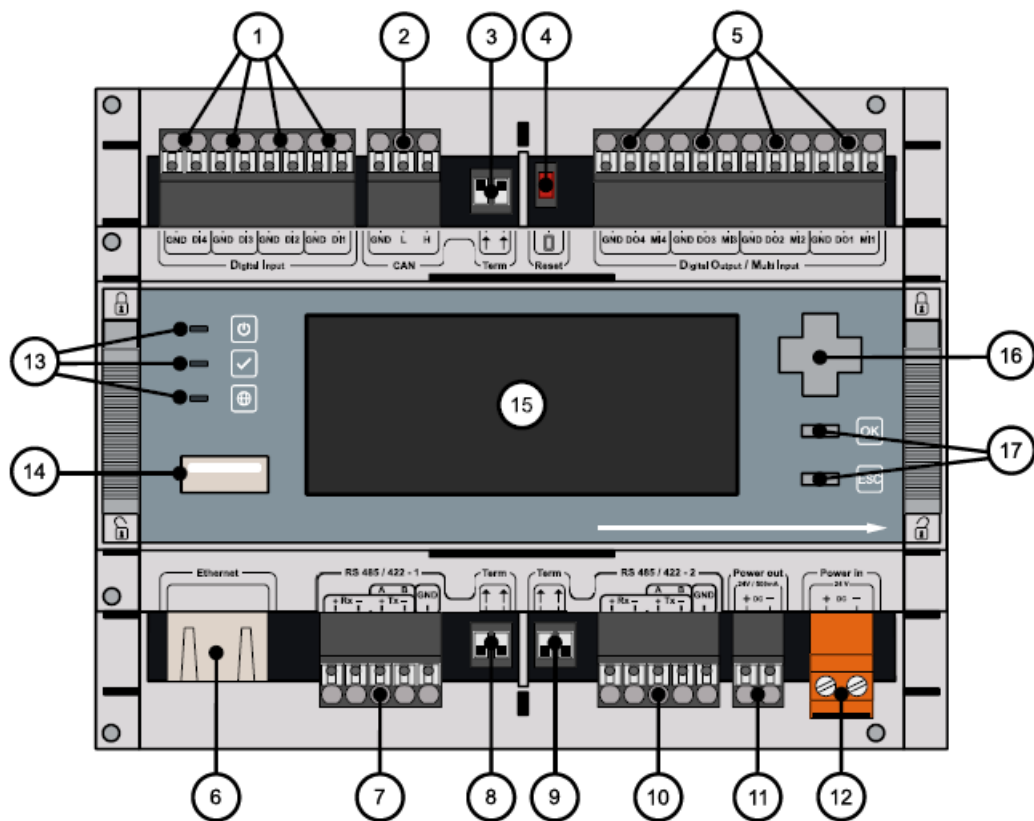 1 2 3 4 5
GND DI4 GND DI3 GND DI2 GND DI1 GND L H GND DO4 MI4 GND DO3 MI3 GND DO2 MI2 GND DO1 MI1
Digital Input CAN Term Reset Digital Output / Multi Input
13
16
15
OK
17
14
ESC
Ethernet RS 485 / 422 - 1 Term Term RS 485 / 422 - 2 Power out Power in
24V / 500mA 24 V
A B GND A B GND
+ Rx - + Tx - + Rx - + Tx - + DC - + DC -
6 7 8 9 10 11 12